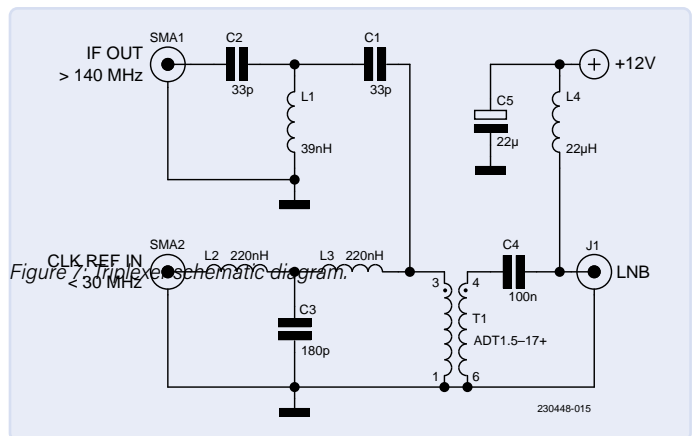 SMA1
C2
C1
IF OUT
> 140 MHz
33p
33p
L1
39nH
+12V
C5
22µ
L4
22µH
CLK REF IN
< 30 MHz
SMA2
L2
220nH
L3
220nH
C3
180p
3
4
T1
ADT1.5–17+
1
6
C4
100n
J1
LNB
230448-015
Figure 7: Triplexer schematic diagram.